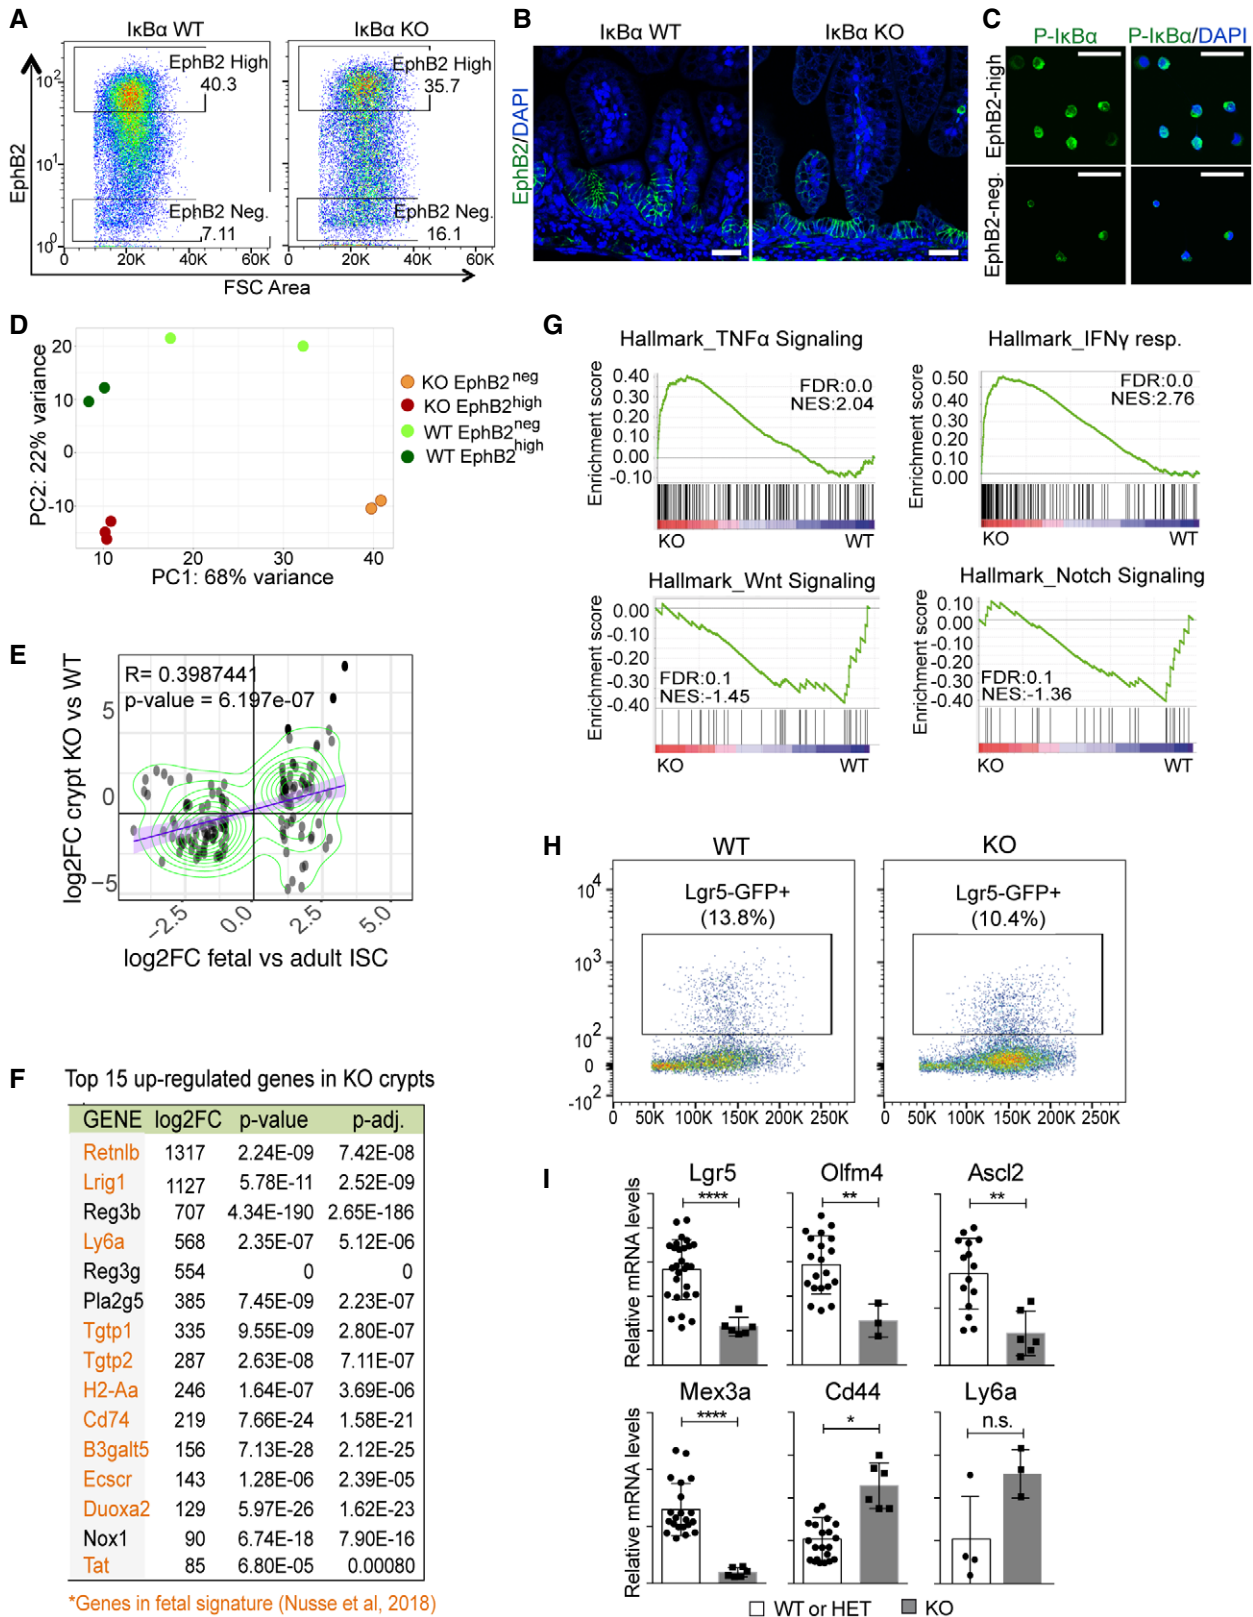 A
IκBα WT
IκBα KO
EphB2 High
40.3
EphB2 High
35.7
EphB2 Neg.
7.11
EphB2 Neg.
16.1
EphB2
10²
10¹
10⁰
0 20K 40K 60K
0 20K 40K 60K
FSC Area
B
IκBα WT
IκBα KO
EphB2/DAPI
C
P-IκBα
P-IκBα/DAPI
EphB2-high
EphB2-neg.
D
PC2: 22% variance
20
10
0
-10
10 20 30 40
PC1: 68% variance
KO EphB2neg
KO EphB2high
WT EphB2neg
WT EphB2high
E
R= 0.3987441
p-value = 6.197e-07
log2FC crypt KO vs WT
5
0
−5
−2.5 0.0 2.5 5.0
log2FC fetal vs adult ISC
F
Top 15 up-regulated genes in KO crypts
GENE log2FC p-value p-adj.
Retnlb 1317 2.24E-09 7.42E-08
Lrig1 1127 5.78E-11 2.52E-09
Reg3b 707 4.34E-190 2.65E-186
Ly6a 568 2.35E-07 5.12E-06
Reg3g 554 0 0
Pla2g5 385 7.45E-09 2.23E-07
Tgtp1 335 9.55E-09 2.80E-07
Tgtp2 287 2.63E-08 7.11E-07
H2-Aa 246 1.64E-07 3.69E-06
Cd74 219 7.66E-24 1.58E-21
B3galt5 156 7.13E-28 2.12E-25
Ecscr 143 1.28E-06 2.39E-05
Duoxa2 129 5.97E-26 1.62E-23
Nox1 90 6.74E-18 7.90E-16
Tat 85 6.80E-05 0.00080
*Genes in fetal signature (Nusse et al, 2018)
G
Hallmark_TNFα Signaling
Enrichment score
0.40
0.30
0.20
0.10
0.00
-0.10
FDR:0.0
NES:2.04
KO WT
Hallmark_IFNγ resp.
Enrichment score
0.50
0.40
0.30
0.20
0.10
0.00
FDR:0.0
NES:2.76
KO WT
Hallmark_Wnt Signaling
Enrichment score
0.00
-0.10
-0.20
-0.30
-0.40
FDR:0.1
NES:-1.45
KO WT
Hallmark_Notch Signaling
Enrichment score
0.10
0.00
-0.10
-0.20
-0.30
-0.40
FDR:0.1
NES:-1.36
KO WT
H
WT
KO
Lgr5-GFP+
(13.8%)
Lgr5-GFP+
(10.4%)
10⁴
10³
10²
0
-10²
0 50K 100K 150K 200K 250K
10⁴
10³
10²
0
-10²
0 50K 100K 150K 200K 250K
I
Relative mRNA levels
Lgr5
****
Olfm4
**
Ascl2
**
Relative mRNA levels
Mex3a
****
Cd44
*
Ly6a
n.s.
WT or HET KO